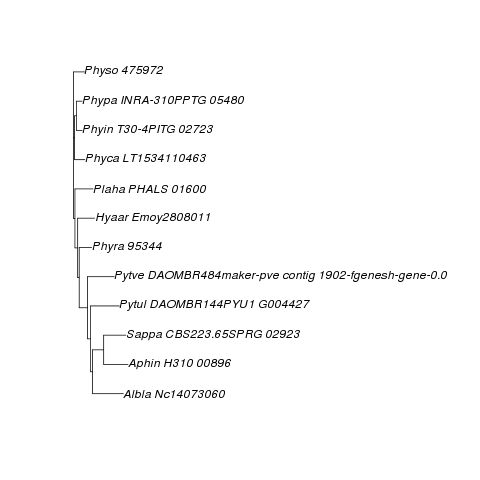 Physo 475972
Phypa INRA-310PPTG 05480
Phyin T30-4PITG 02723
Phyca LT1534110463
Plaha PHALS 01600
Hyaar Emoy2808011
Phyra 95344
Pytve DAOMBR484maker-pve contig 1902-fgenesh-gene-0.0
Pytul DAOMBR144PYU1 G004427
Sappa CBS223.65SPRG 02923
Aphin H310 00896
Albla Nc14073060